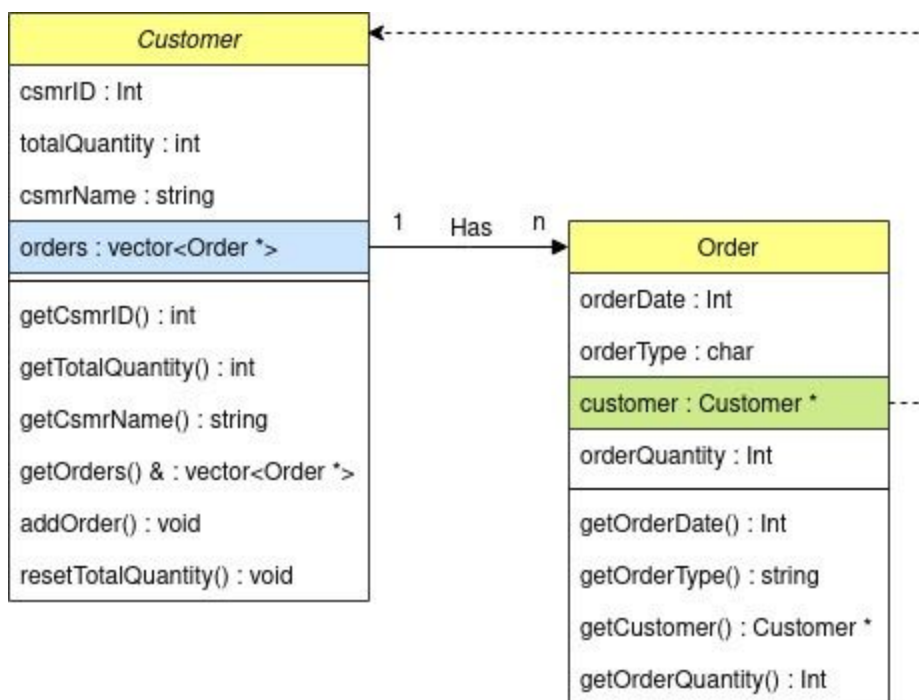 Customer
csmrID : Int
totalQuantity : int
csmrName : string
orders : vector<Order *>
getCsmrID() : int
getTotalQuantity() : int
getCsmrName() : string
getOrders() & : vector<Order *>
addOrder() : void
resetTotalQuantity() : void
1 Has n
Order
orderDate : Int
orderType : char
customer : Customer *
orderQuantity : Int
getOrderDate() : Int
getOrderType() : string
getCustomer() : Customer *
getOrderQuantity() : Int